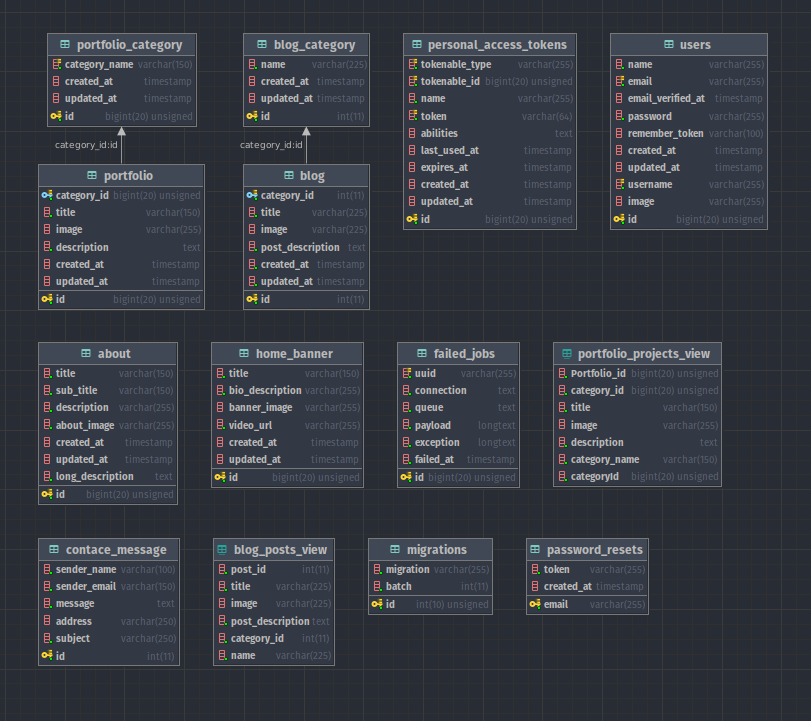 portfolio_category
category_name varchar(150)
created_at timestamp
updated_at timestamp
id bigint(20) unsigned
blog_category
name varchar(225)
created_at timestamp
updated_at timestamp
id int(11)
personal_access_tokens
tokenable_type varchar(255)
tokenable_id bigint(20) unsigned
name varchar(255)
token varchar(64)
abilities text
last_used_at timestamp
expires_at timestamp
created_at timestamp
updated_at timestamp
id bigint(20) unsigned
users
name varchar(255)
email varchar(255)
email_verified_at timestamp
password varchar(255)
remember_token varchar(100)
created_at timestamp
updated_at timestamp
username varchar(255)
image varchar(255)
id bigint(20) unsigned
category_id:id
category_id:id
portfolio
category_id bigint(20) unsigned
title varchar(150)
image varchar(255)
description text
created_at timestamp
updated_at timestamp
id bigint(20) unsigned
blog
category_id int(11)
title varchar(225)
image varchar(225)
post_description text
created_at timestamp
updated_at timestamp
id int(11)
about
title varchar(150)
sub_title varchar(150)
description varchar(255)
about_image varchar(255)
created_at timestamp
updated_at timestamp
long_description text
id bigint(20) unsigned
home_banner
title varchar(150)
bio_description varchar(255)
banner_image varchar(255)
video_url varchar(255)
created_at timestamp
updated_at timestamp
id bigint(20) unsigned
failed_jobs
uuid varchar(255)
connection text
queue text
payload longtext
exception longtext
failed_at timestamp
id bigint(20) unsigned
portfolio_projects_view
Portfolio_id bigint(20) unsigned
category_id bigint(20) unsigned
title varchar(150)
image varchar(255)
description text
category_name varchar(150)
categoryId bigint(20) unsigned
contace_message
sender_name varchar(100)
sender_email varchar(150)
message text
address varchar(250)
subject varchar(250)
id int(11)
blog_posts_view
post_id int(11)
title varchar(225)
image varchar(225)
post_description text
category_id int(11)
name varchar(225)
migrations
migration varchar(255)
batch int(11)
id int(10) unsigned
password_resets
token varchar(255)
created_at timestamp
email varchar(255)